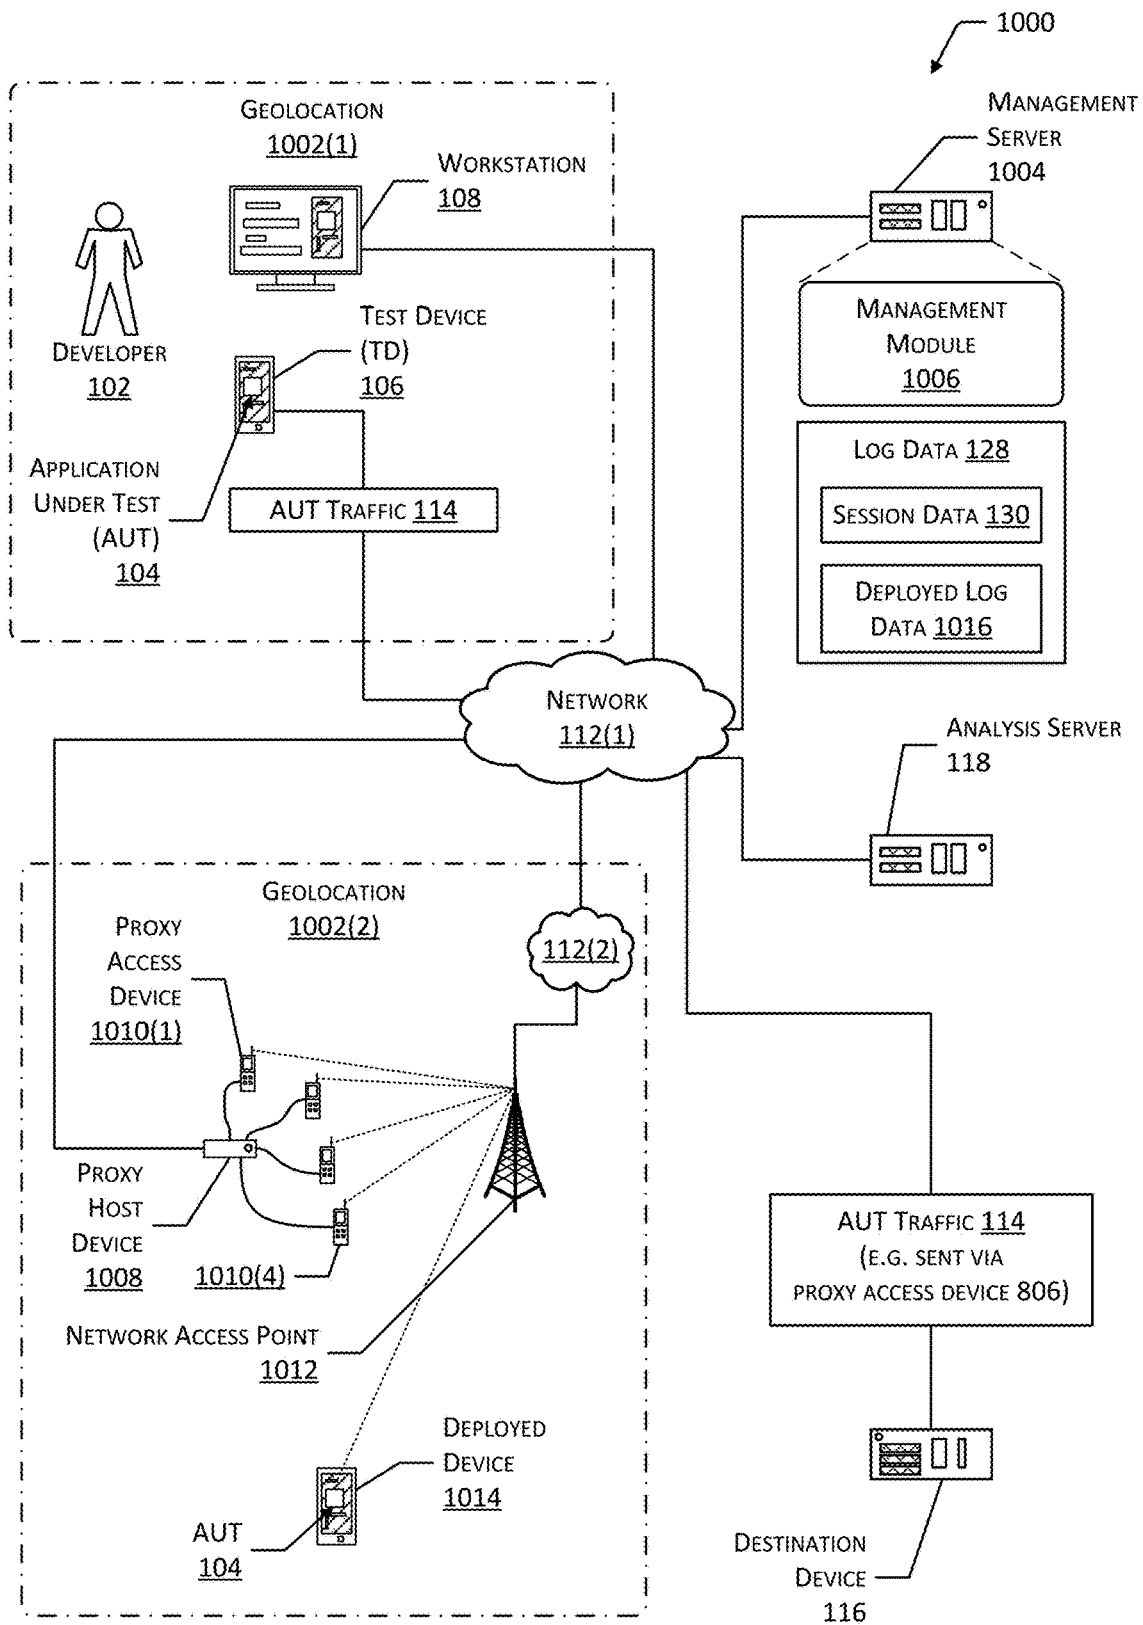 1000
GEOLOCATION
1002(1)
WORKSTATION
108
DEVELOPER
102
TEST DEVICE
(TD)
106
APPLICATION
UNDER TEST
(AUT)
104
AUT TRAFFIC 114
MANAGEMENT
SERVER
1004
MANAGEMENT
MODULE
1006
LOG DATA 128
SESSION DATA 130
DEPLOYED LOG
DATA 1016
NETWORK
112(1)
ANALYSIS SERVER
118
GEOLOCATION
1002(2)
112(2)
PROXY
ACCESS
DEVICE
1010(1)
PROXY
HOST
DEVICE
1008
1010(4)
NETWORK ACCESS POINT
1012
DEPLOYED
DEVICE
1014
AUT
104
AUT TRAFFIC 114
(E.G. SENT VIA
PROXY ACCESS DEVICE 806)
DESTINATION
DEVICE
116